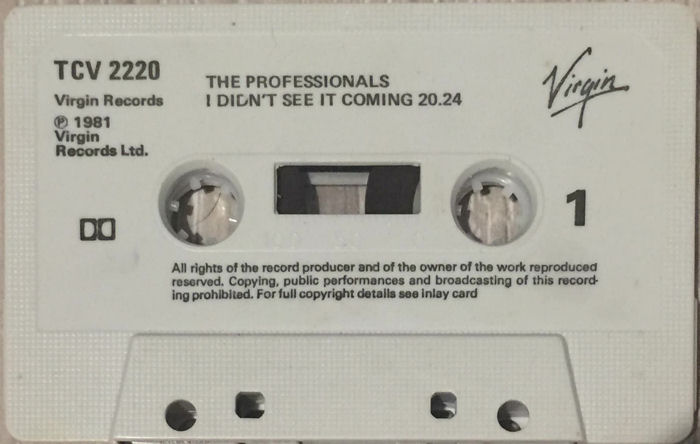 TCV 2220
Virgin Records
℗ 1981
Virgin
Records Ltd.
THE PROFESSIONALS
I DIDN'T SEE IT COMING 20.24
Virgin
1
All rights of the record producer and of the owner of the work reproduced
reserved. Copying, public performances and broadcasting of this record-
ing prohibited. For full copyright details see inlay card